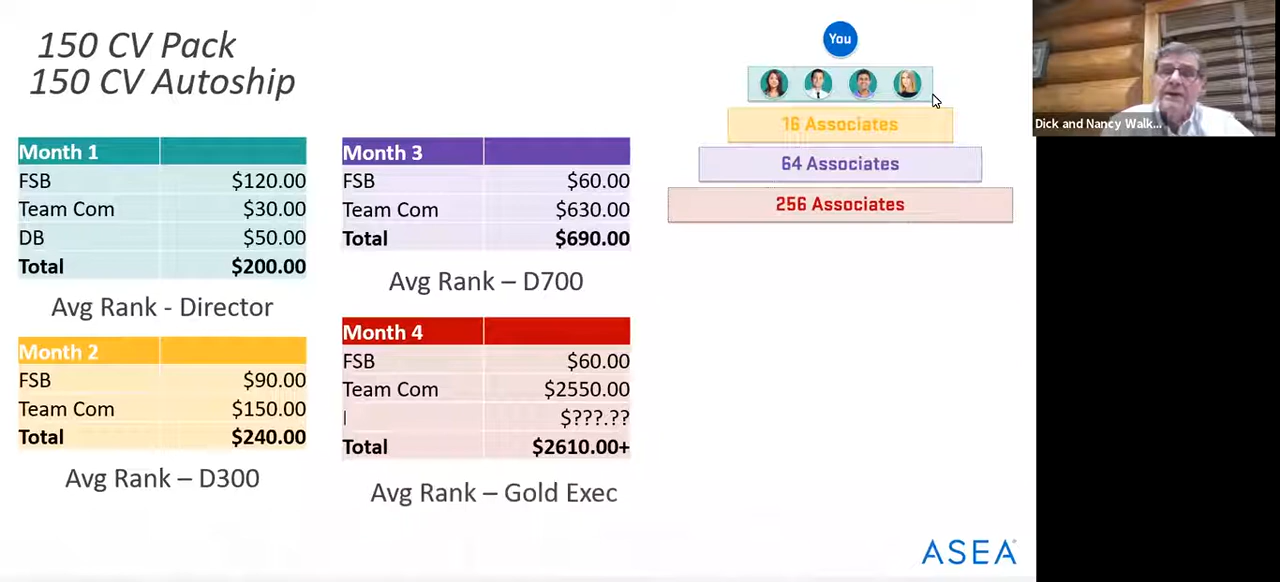 150 CV Pack
150 CV Autoship
Month 1
FSB $120.00
Team Com $30.00
DB $50.00
Total $200.00
Avg Rank - Director
Month 2
FSB $90.00
Team Com $150.00
Total $240.00
Avg Rank – D300
Month 3
FSB $60.00
Team Com $630.00
Total $690.00
Avg Rank – D700
Month 4
FSB $60.00
Team Com $2550.00
I $???.??
Total $2610.00+
Avg Rank – Gold Exec
You
16 Associates
64 Associates
256 Associates
ASEA
Dick and Nancy Walk...